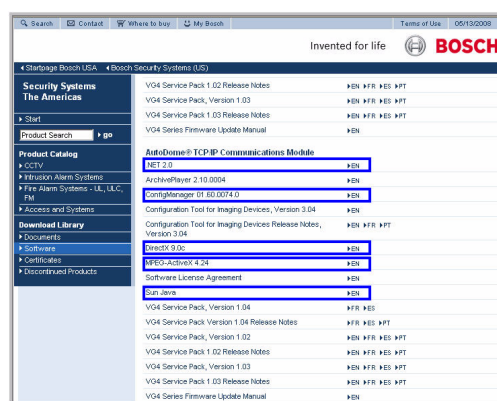 Search Contact Where to buy My Bosch Terms of Use 05/13/2008
Invented for life BOSCH
Startpage Bosch USA Bosch Security Systems (US)
Security Systems
The Americas
Start
Product Search go
Product Catalog
CCTV
Intrusion Alarm Systems
Fire Alarm Systems - UL, ULC,
FM
Access and Systems
Download Library
Documents
Software
Certificates
Discontinued Products
VG4 Service Pack 1.02 Release Notes EN FR ES PT
VG4 Service Pack, Version 1.03 EN FR ES PT
VG4 Service Pack 1.03 Release Notes EN FR ES PT
VG4 Series Firmware Update Manual EN
AutoDome® TCP/IP Communications Module
.NET 2.0 EN
ArchivePlayer 2.10.0004 EN
ConfigManager 01.60.0074.0 EN
Configuration Tool for Imaging Devices, Version 3.04 EN
Configuration Tool for Imaging Devices Release Notes, EN FR PT
Version 3.04
DirectX 9.0c EN
MPEG-ActiveX 4.24 EN
Software License Agreement EN
Sun Java EN
VG4 Service Pack, Version 1.04 FR ES
VG4 Service Pack Version 1.04 Release Notes FR ES PT
VG4 Service Pack, Version 1.02 EN FR ES PT
VG4 Service Pack 1.02 Release Notes EN FR ES PT
VG4 Service Pack, Version 1.03 EN FR ES PT
VG4 Service Pack 1.03 Release Notes EN FR ES PT
VG4 Series Firmware Update Manual EN